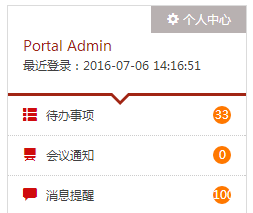 个人中心
Portal Admin
最近登录：2016-07-06 14:16:51
待办事项 33
会议通知 0
消息提醒 100